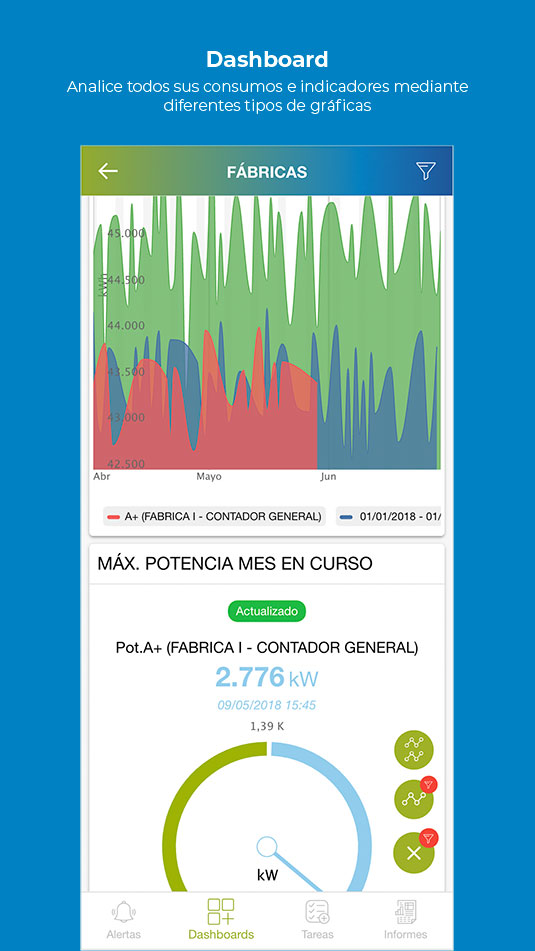 Dashboard
Analice todos sus consumos e indicadores mediante
diferentes tipos de gráficas
FÁBRICAS
45.000
kWh
44.500
44.000
43.500
43.000
42.500
Abr
Mayo
Jun
A+ (FABRICA I - CONTADOR GENERAL)
01/01/2018 - 01/
MÁX. POTENCIA MES EN CURSO
Actualizado
Pot.A+ (FABRICA I - CONTADOR GENERAL)
2.776 kW
09/05/2018 15:45
1,39 K
kW
Alertas
Dashboards
Tareas
Informes